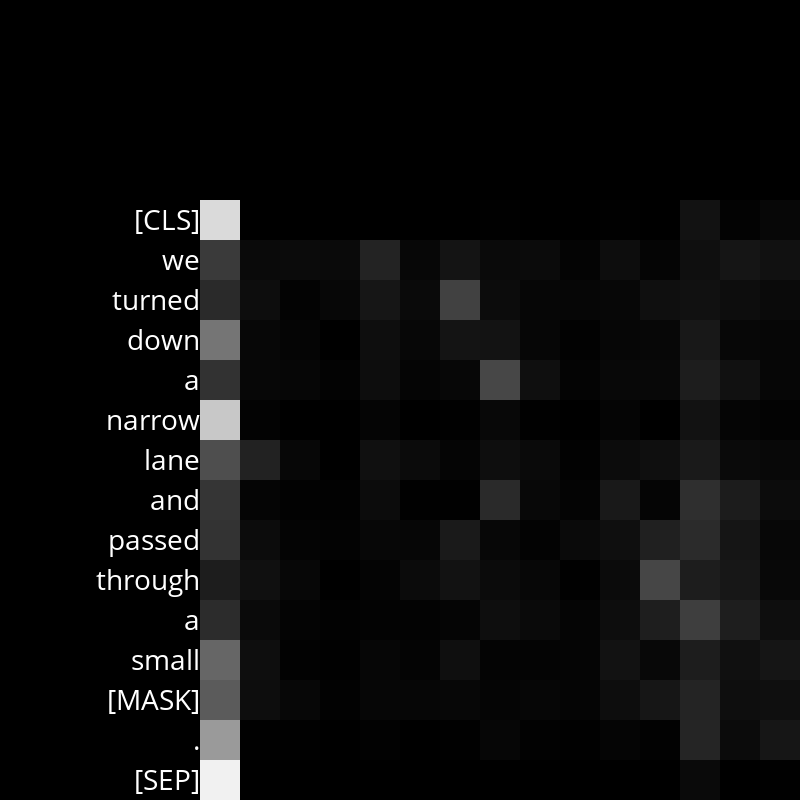 [CLS]
we
turned
down
a
narrow
lane
and
passed
through
a
small
[MASK]
.
[SEP]